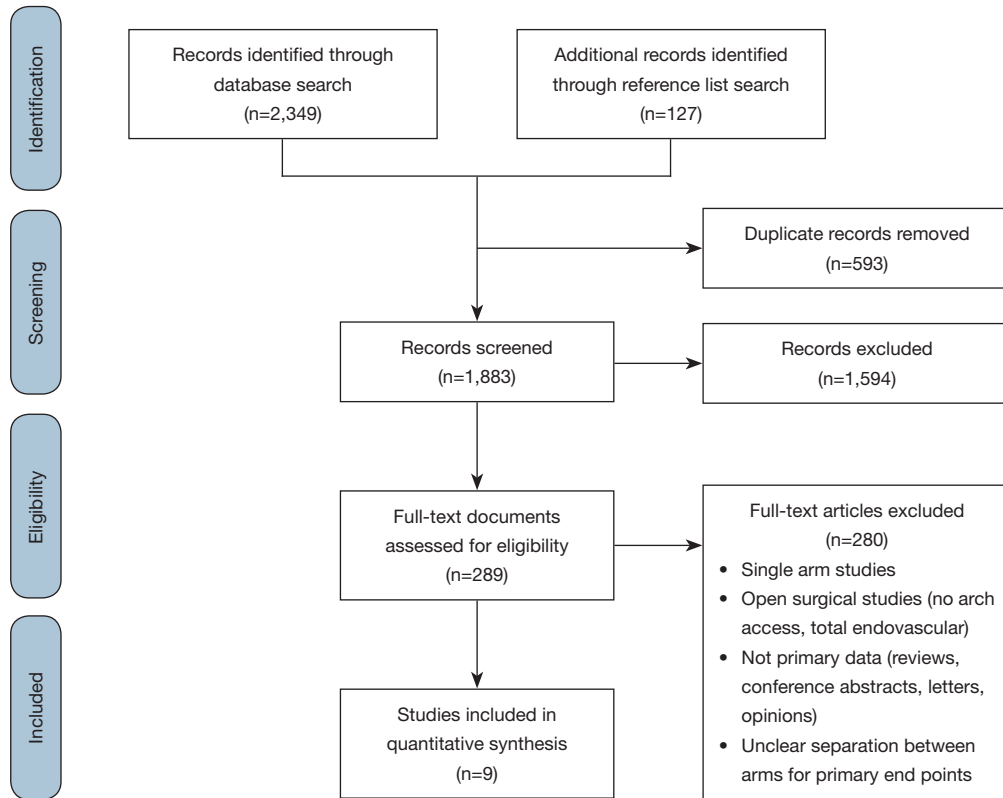 Identification
Records identified through
database search
(n=2,349)
Additional records identified
through reference list search
(n=127)
Screening
Duplicate records removed
(n=593)
Records screened
(n=1,883)
Records excluded
(n=1,594)
Eligibility
Full-text documents
assessed for eligibility
(n=289)
Full-text articles excluded
(n=280)
• Single arm studies
• Open surgical studies (no arch
access, total endovascular)
• Not primary data (reviews,
conference abstracts, letters,
opinions)
• Unclear separation between
arms for primary end points
Included
Studies included in
quantitative synthesis
(n=9)